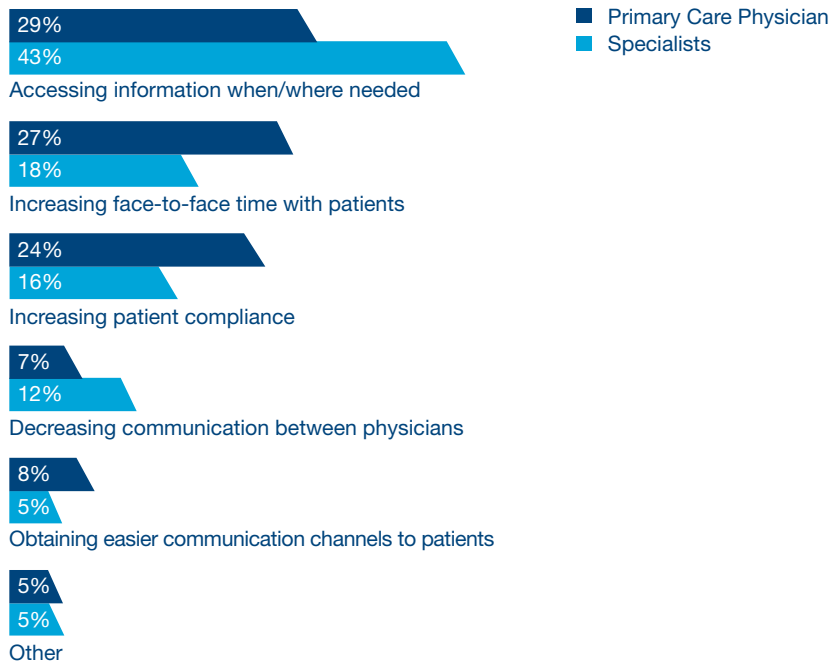 29%
Primary Care Physician
43%
Specialists
Accessing information when/where needed
27%
18%
Increasing face-to-face time with patients
24%
16%
Increasing patient compliance
7%
12%
Decreasing communication between physicians
8%
5%
Obtaining easier communication channels to patients
5%
5%
Other